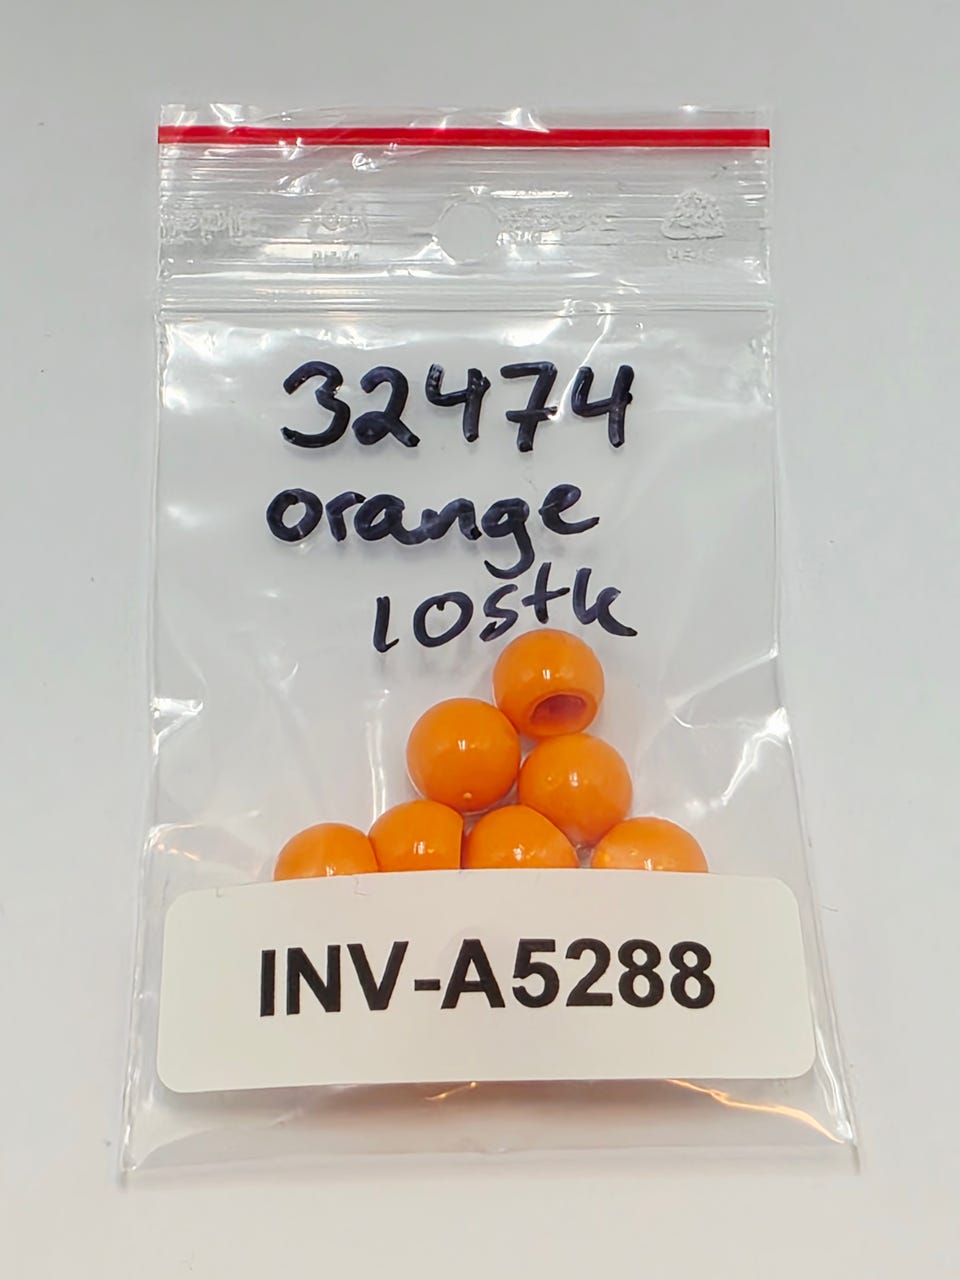 32474
orange
10stk
INV-A5288